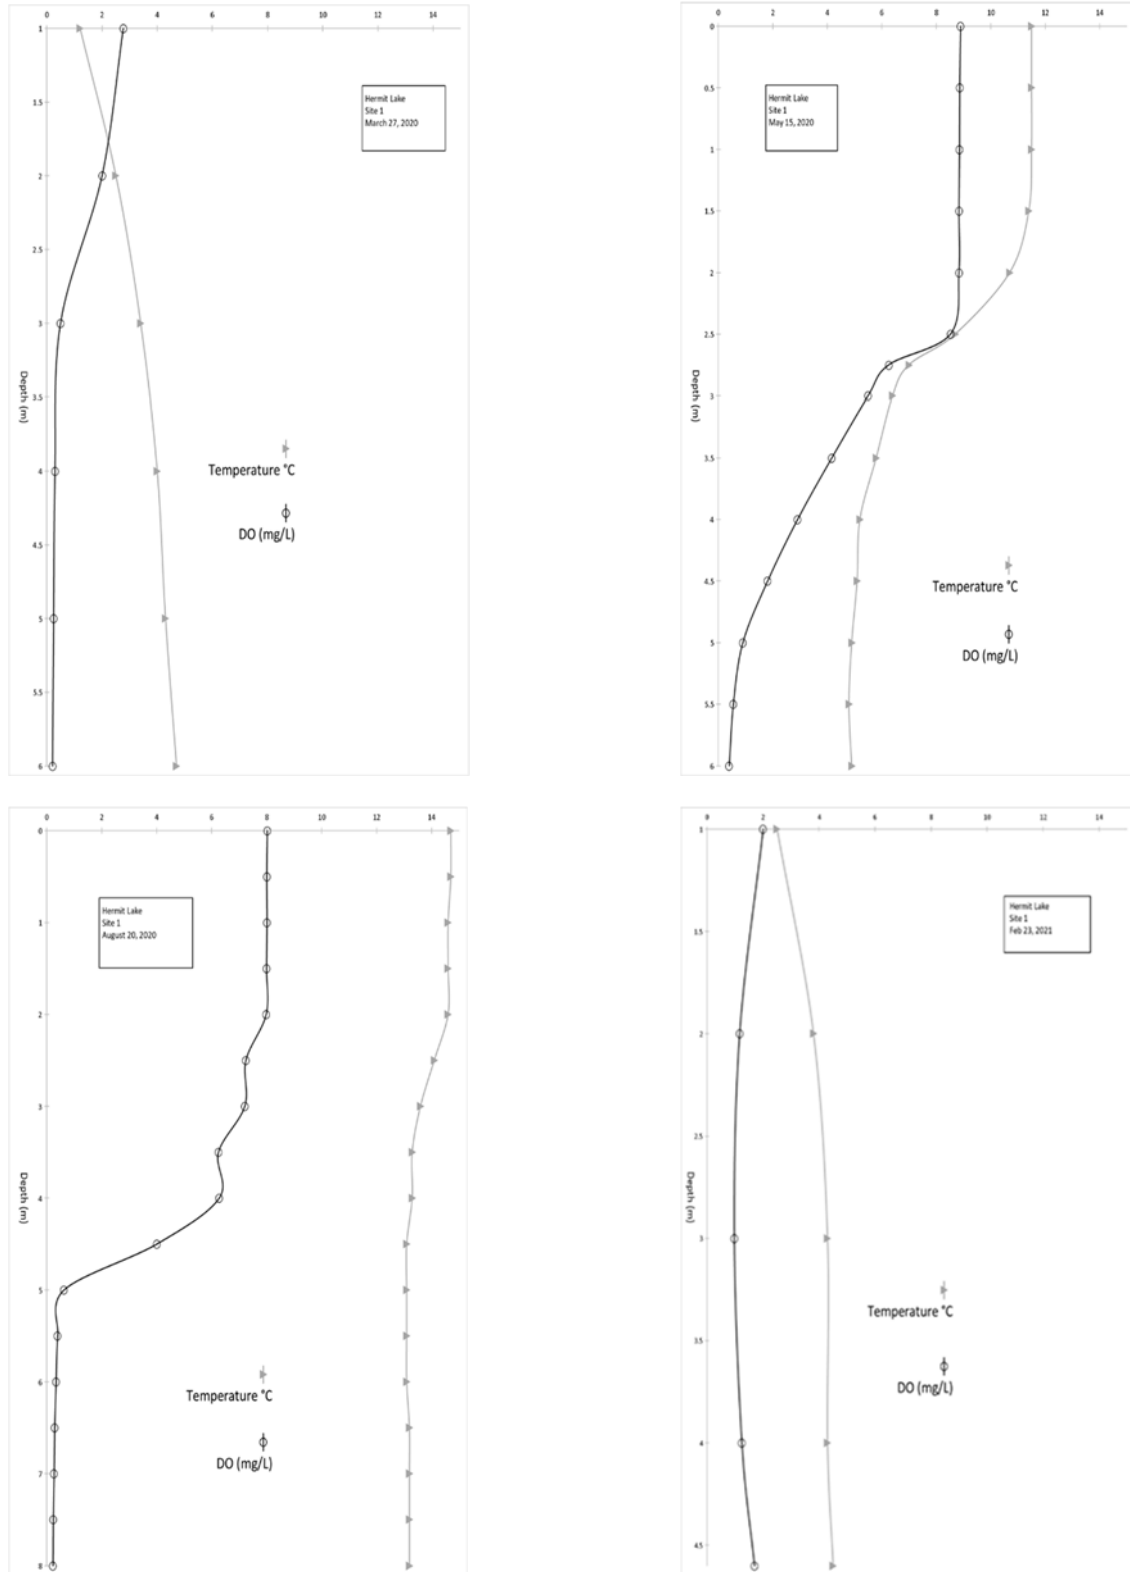 0 2 4 6 8 10 12 14
1
1.5
2
2.5
3
3.5
4
4.5
5
5.5
6
Depth (m)
Hermit Lake
Site 1
March 27, 2020
Temperature °C
DO (mg/L)
0 2 4 6 8 10 12 14
0
0.5
1
1.5
2
2.5
3
3.5
4
4.5
5
5.5
6
Depth (m)
Hermit Lake
Site 1
May 15, 2020
Temperature °C
DO (mg/L)
0 2 4 6 8 10 12 14
0
1
2
3
4
5
6
7
8
Depth (m)
Hermit Lake
Site 1
August 20, 2020
Temperature °C
DO (mg/L)
0 2 4 6 8 10 12 14
1
1.5
2
2.5
3
3.5
4
4.5
Depth (m)
Hermit Lake
Site 1
Feb 23, 2021
Temperature °C
DO (mg/L)